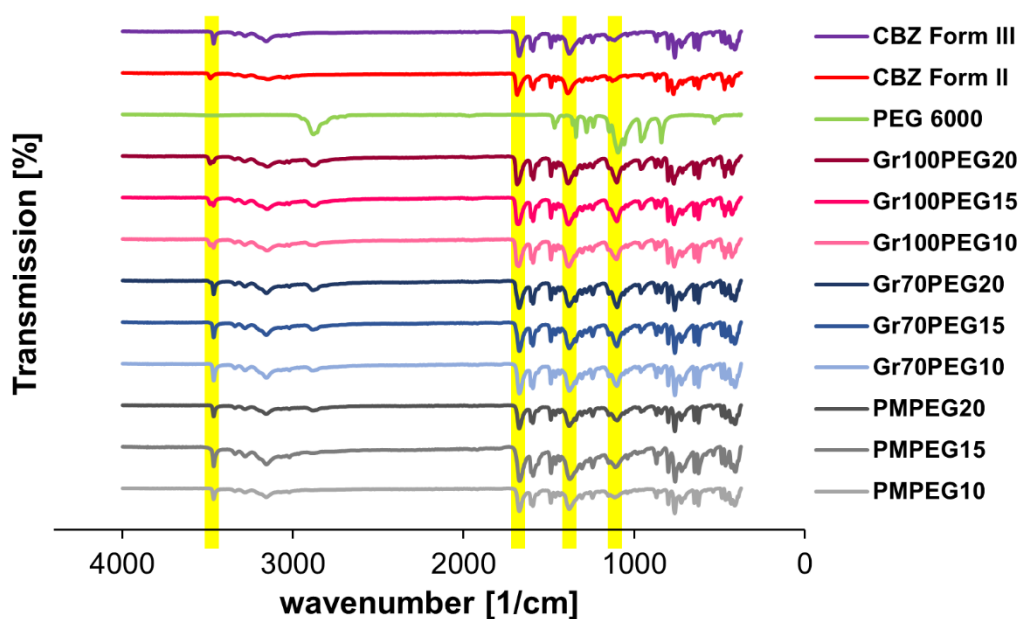 CBZ Form III
CBZ Form II
PEG 6000
Gr100PEG20
Gr100PEG15
Gr100PEG10
Gr70PEG20
Gr70PEG15
Gr70PEG10
PMPEG20
PMPEG15
PMPEG10
Transmission [%]
4000 3000 2000 1000 0
wavenumber [1/cm]